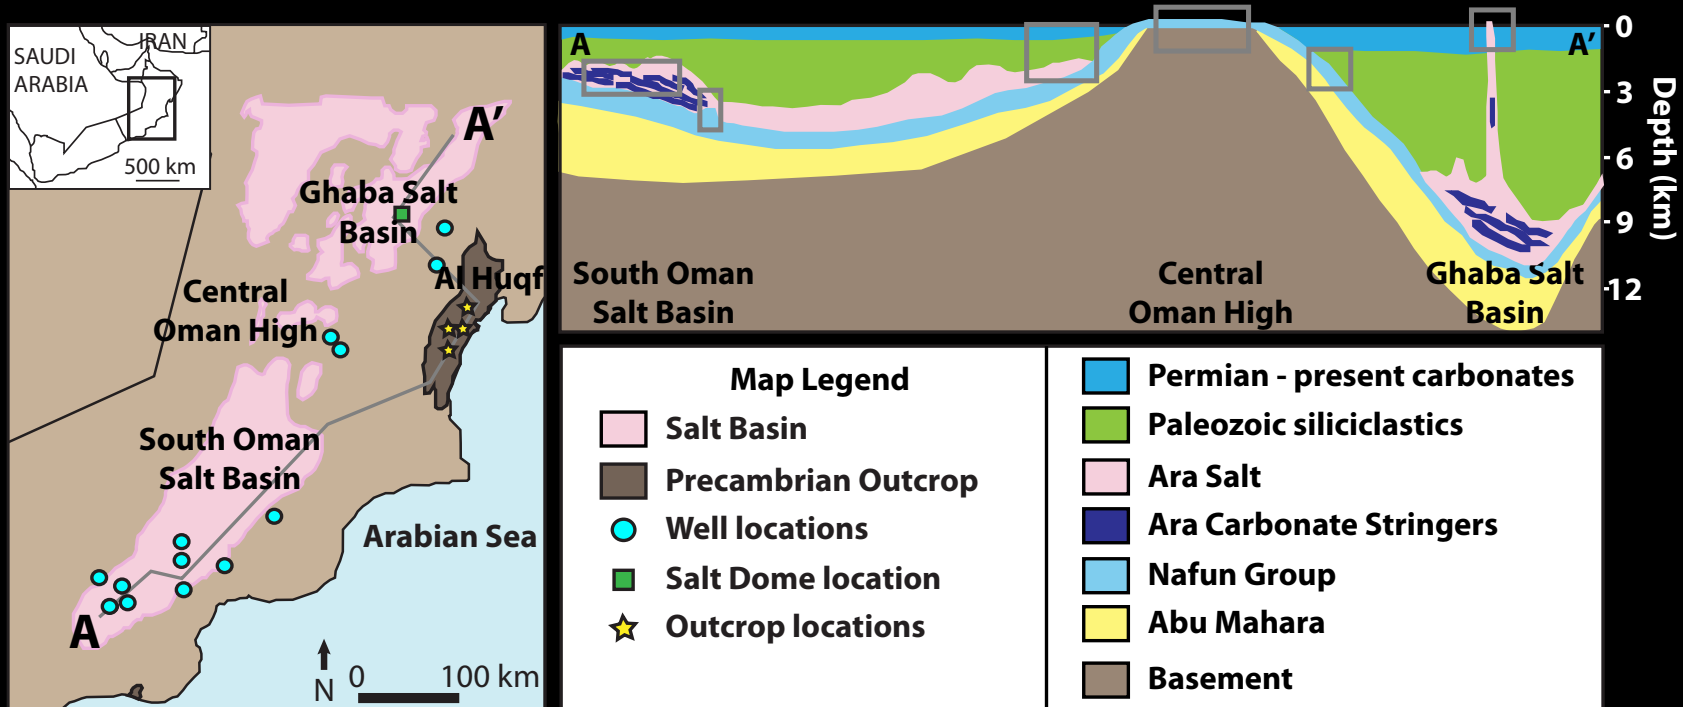 SAUDI
ARABIA
IRAN
500 km
A'
Ghaba Salt
Basin
Al Huqf
Central
Oman High
South Oman
Salt Basin
Arabian Sea
A
N
0
100 km
A
A'
South Oman
Salt Basin
Central
Oman High
Ghaba Salt
Basin
0
3
6
9
12
Depth (km)
Map Legend
Salt Basin
Precambrian Outcrop
Well locations
Salt Dome location
Outcrop locations
Permian - present carbonates
Paleozoic siliciclastics
Ara Salt
Ara Carbonate Stringers
Nafun Group
Abu Mahara
Basement